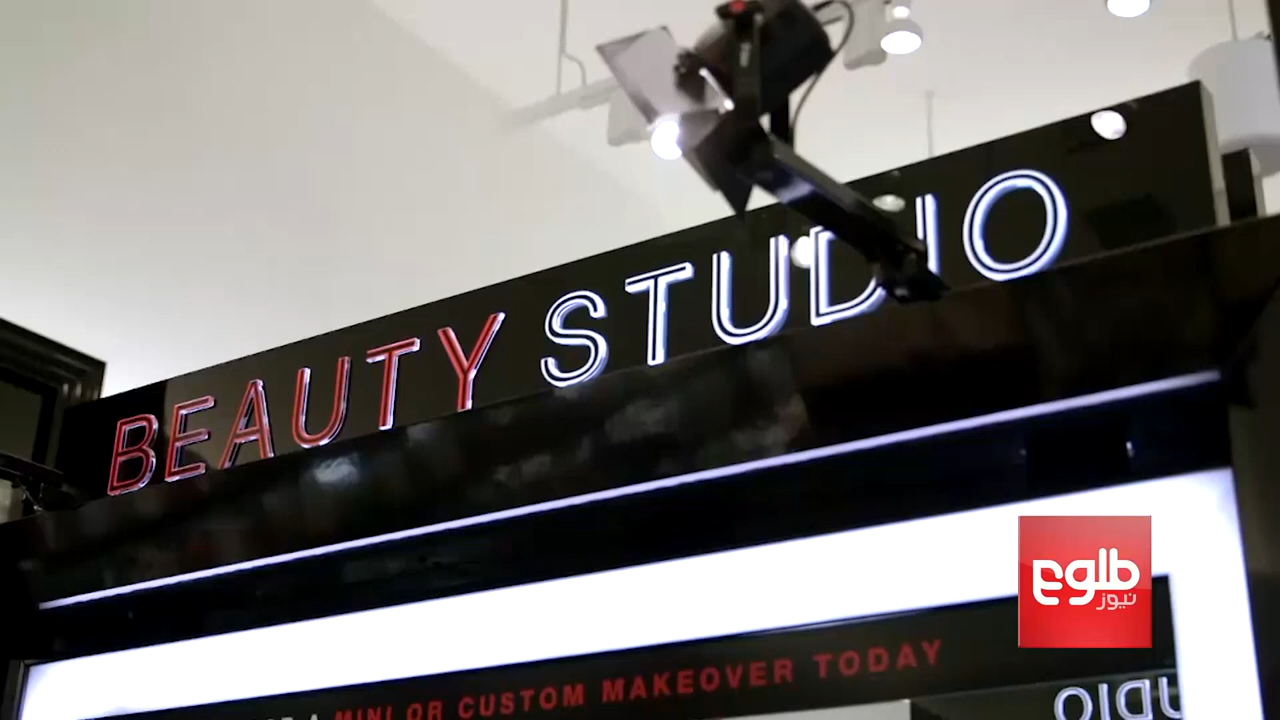 BEAUTY STUDIO
طلوع
نیوز
A MINI OR CUSTOM MAKEOVER TODAY